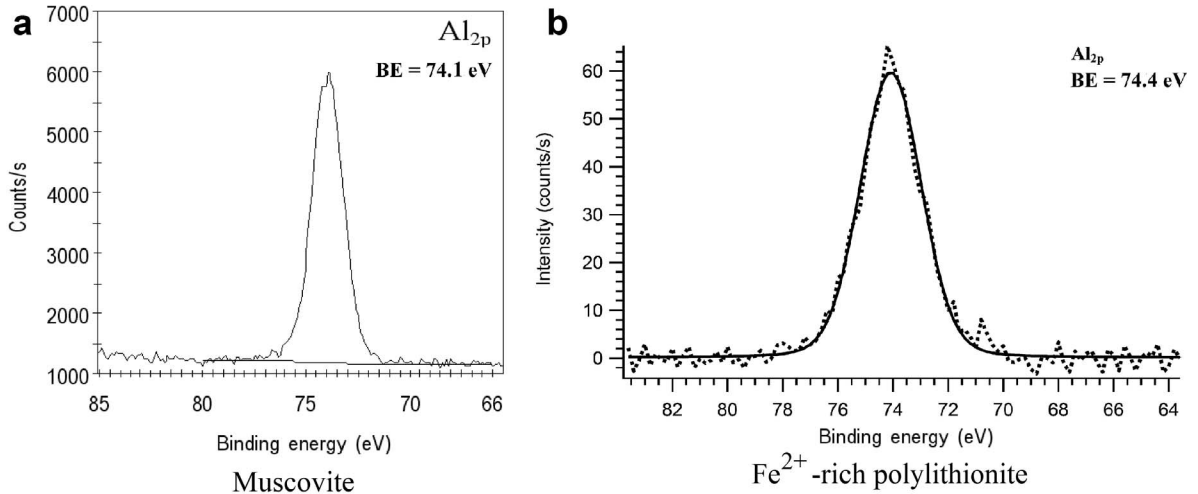 a
Al2p
BE = 74.1 eV
7000
6000
5000
4000
3000
2000
1000
Counts/s
85
80
75
70
66
Binding energy (eV)
Muscovite
b
Al2p
BE = 74.4 eV
60
50
40
30
20
10
0
Intensity (counts/s)
82
80
78
76
74
72
70
68
66
64
Binding energy (eV)
Fe2+ -rich polylithionite